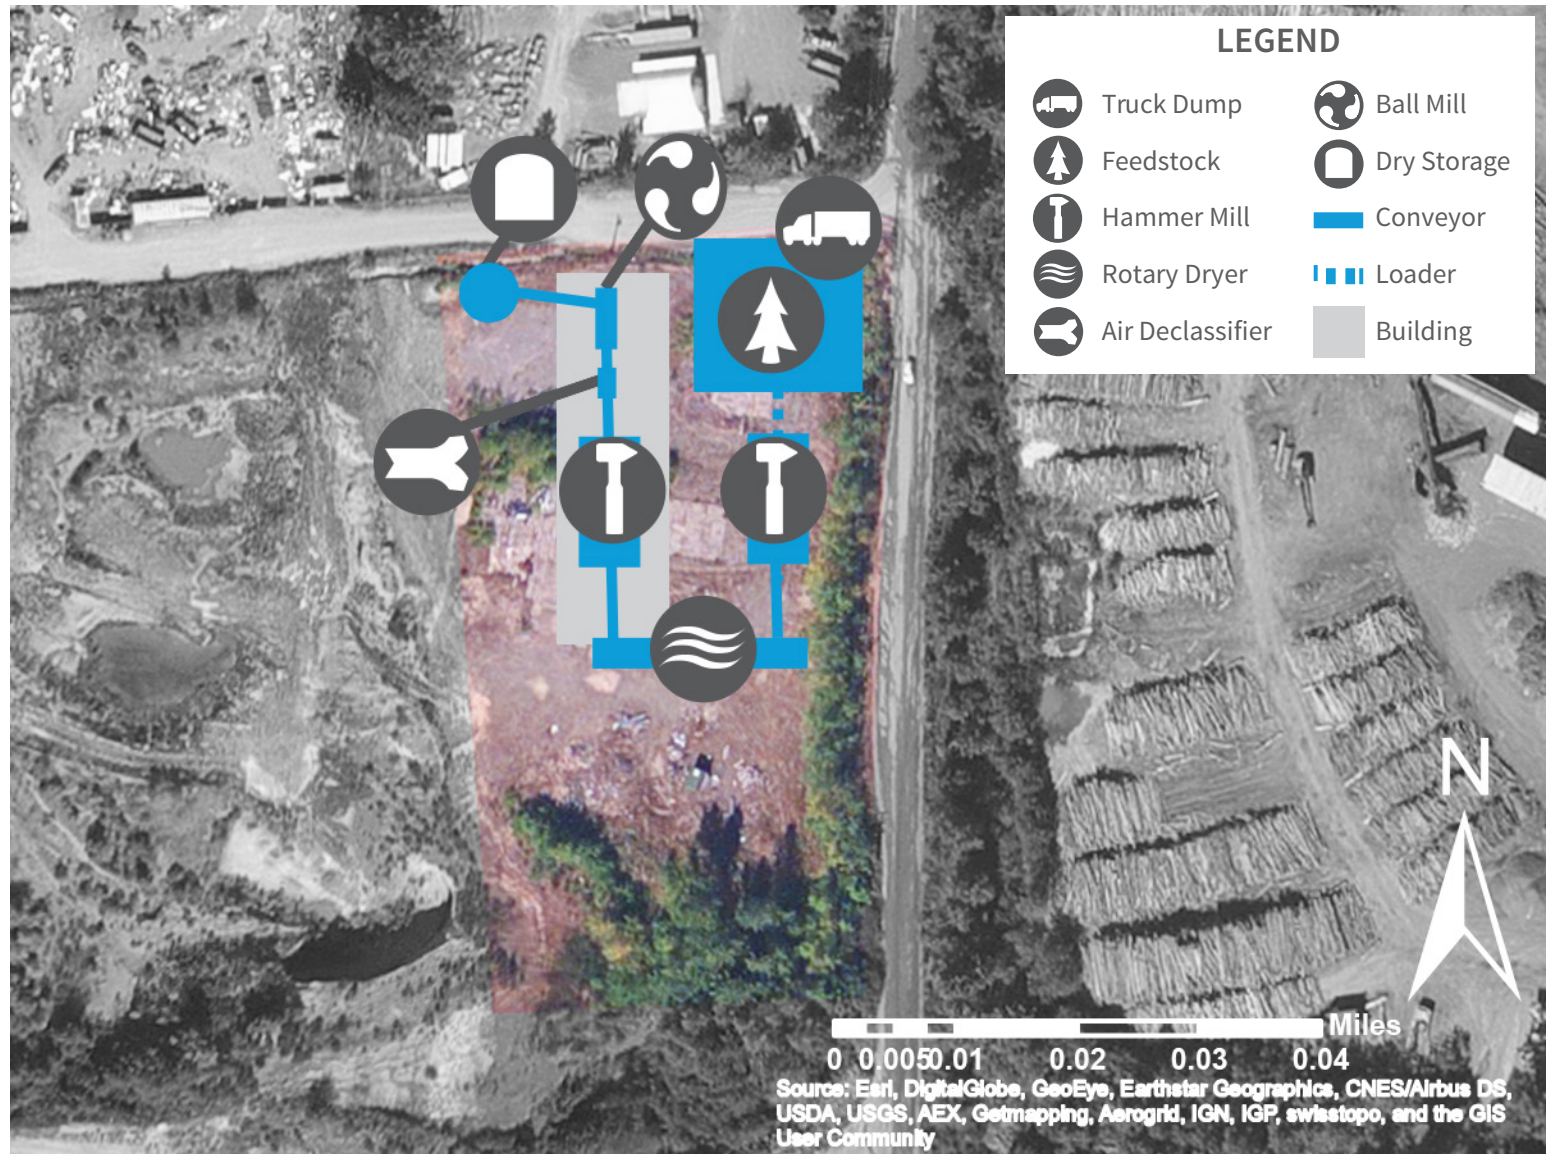 LEGEND
Truck Dump
Feedstock
Hammer Mill
Rotary Dryer
Air Declassifier
Ball Mill
Dry Storage
Conveyor
Loader
Building
N
Miles
0 0.005 0.01 0.02 0.03 0.04
Source: Esri, DigitalGlobe, GeoEye, Earthstar Geographics, CNES/Airbus DS,
USDA, USGS, AEX, Getmapping, Aerogrid, IGN, IGP, swisstopo, and the GIS
User Community